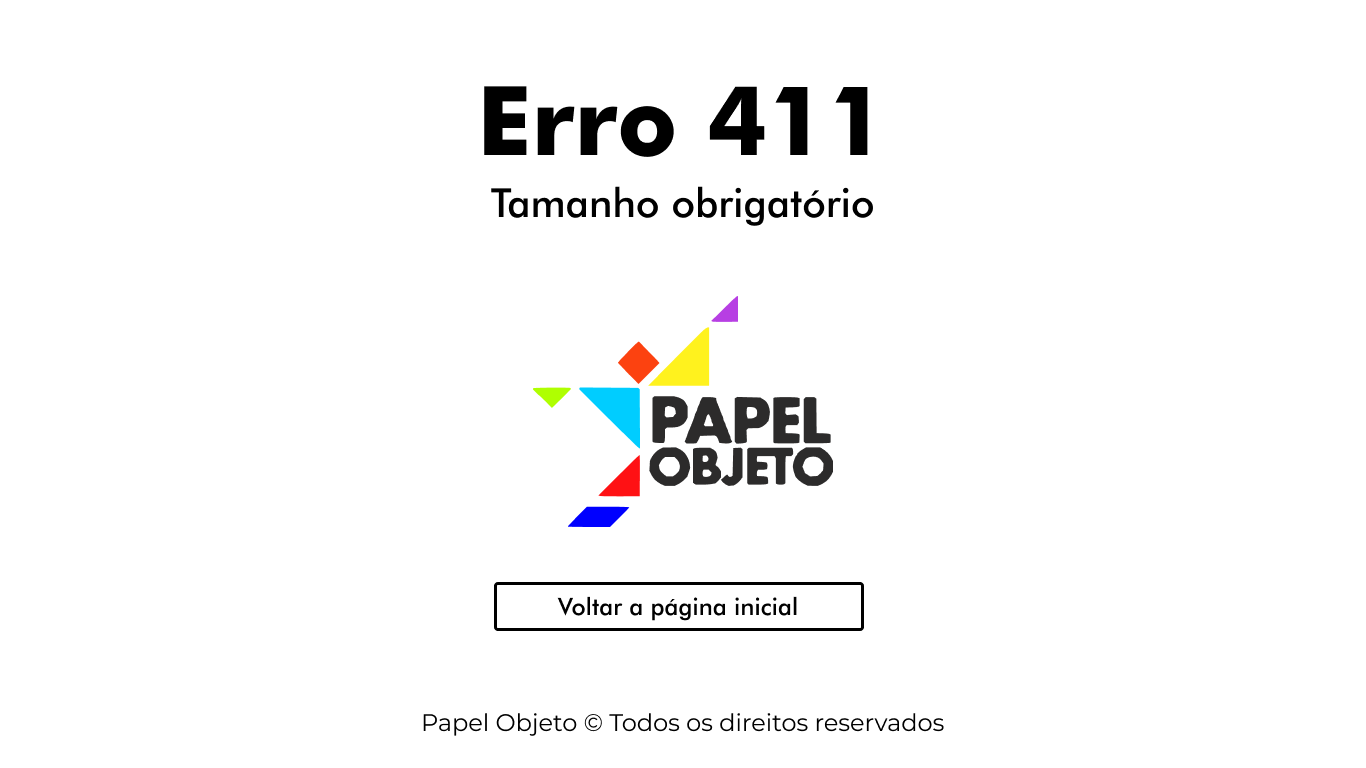 Erro 411
Tamanho obrigatório
PAPEL
OBJETO
Voltar a página inicial
Papel Objeto © Todos os direitos reservados